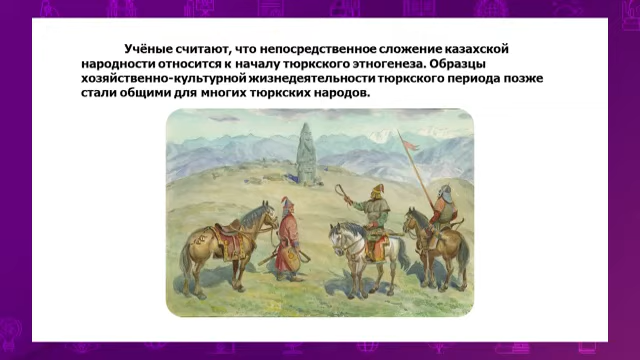 Учёные считают, что непосредственное сложение казахской
народности относится к началу тюркского этногенеза. Образцы
хозяйственно-культурной жизнедеятельности тюркского периода позже
стали общими для многих тюркских народов.